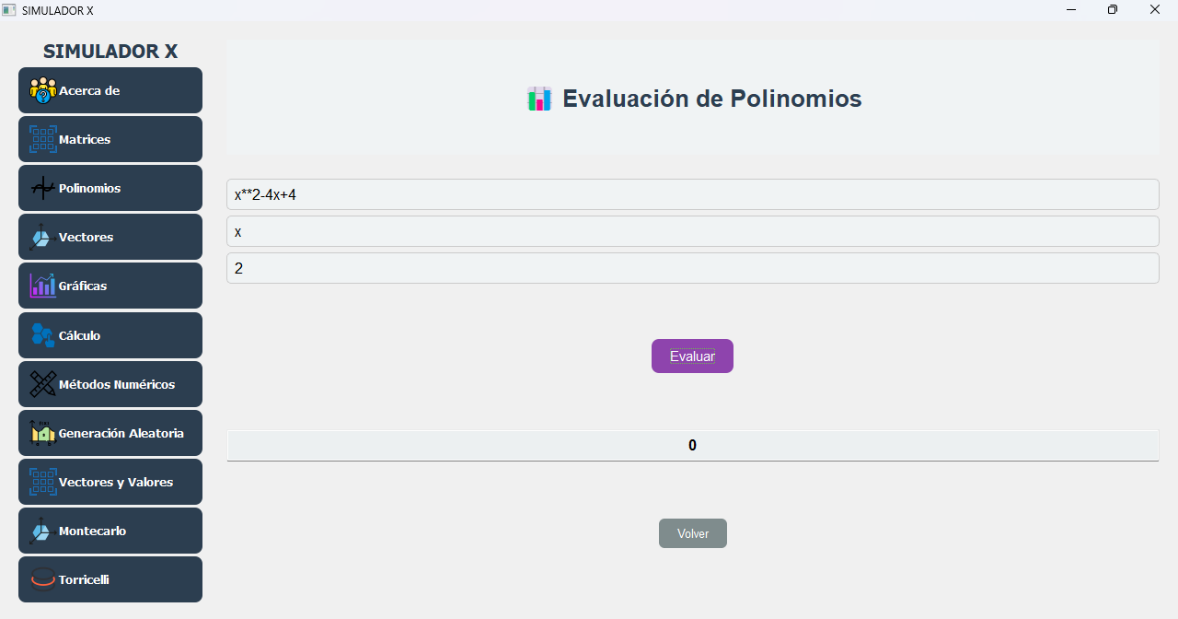 SIMULADOR X
SIMULADOR X
Acerca de
Matrices
Polinomios
Vectores
Gráficas
Cálculo
Métodos Numéricos
Generación Aleatoria
Vectores y Valores
Montecarlo
Torricelli
Evaluación de Polinomios
x**2-4x+4
x
2
Evaluar
0
Volver